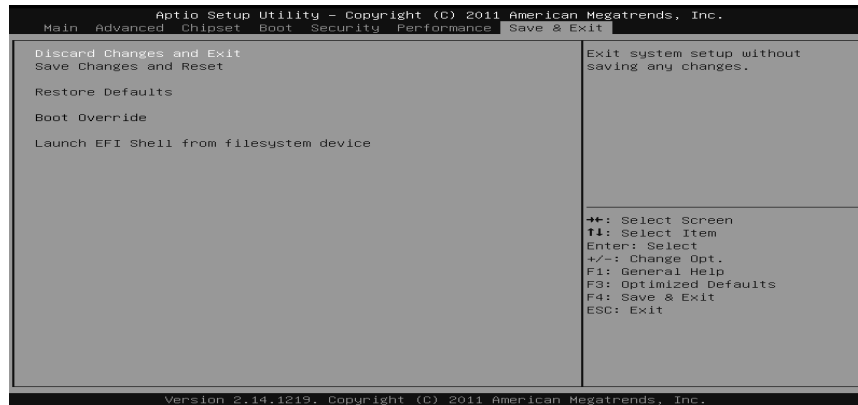 Aptio Setup Utility – Copyright (C) 2011 American Megatrends, Inc.
Main Advanced Chipset Boot Security Performance Save & Exit
Discard Changes and Exit
Save Changes and Reset
Restore Defaults
Boot Override
Launch EFI Shell from filesystem device
Exit system setup without
saving any changes.
→←: Select Screen
↑↓: Select Item
Enter: Select
+/-: Change Opt.
F1: General Help
F3: Optimized Defaults
F4: Save & Exit
ESC: Exit
Version 2.14.1219. Copyright (C) 2011 American Megatrends, Inc.